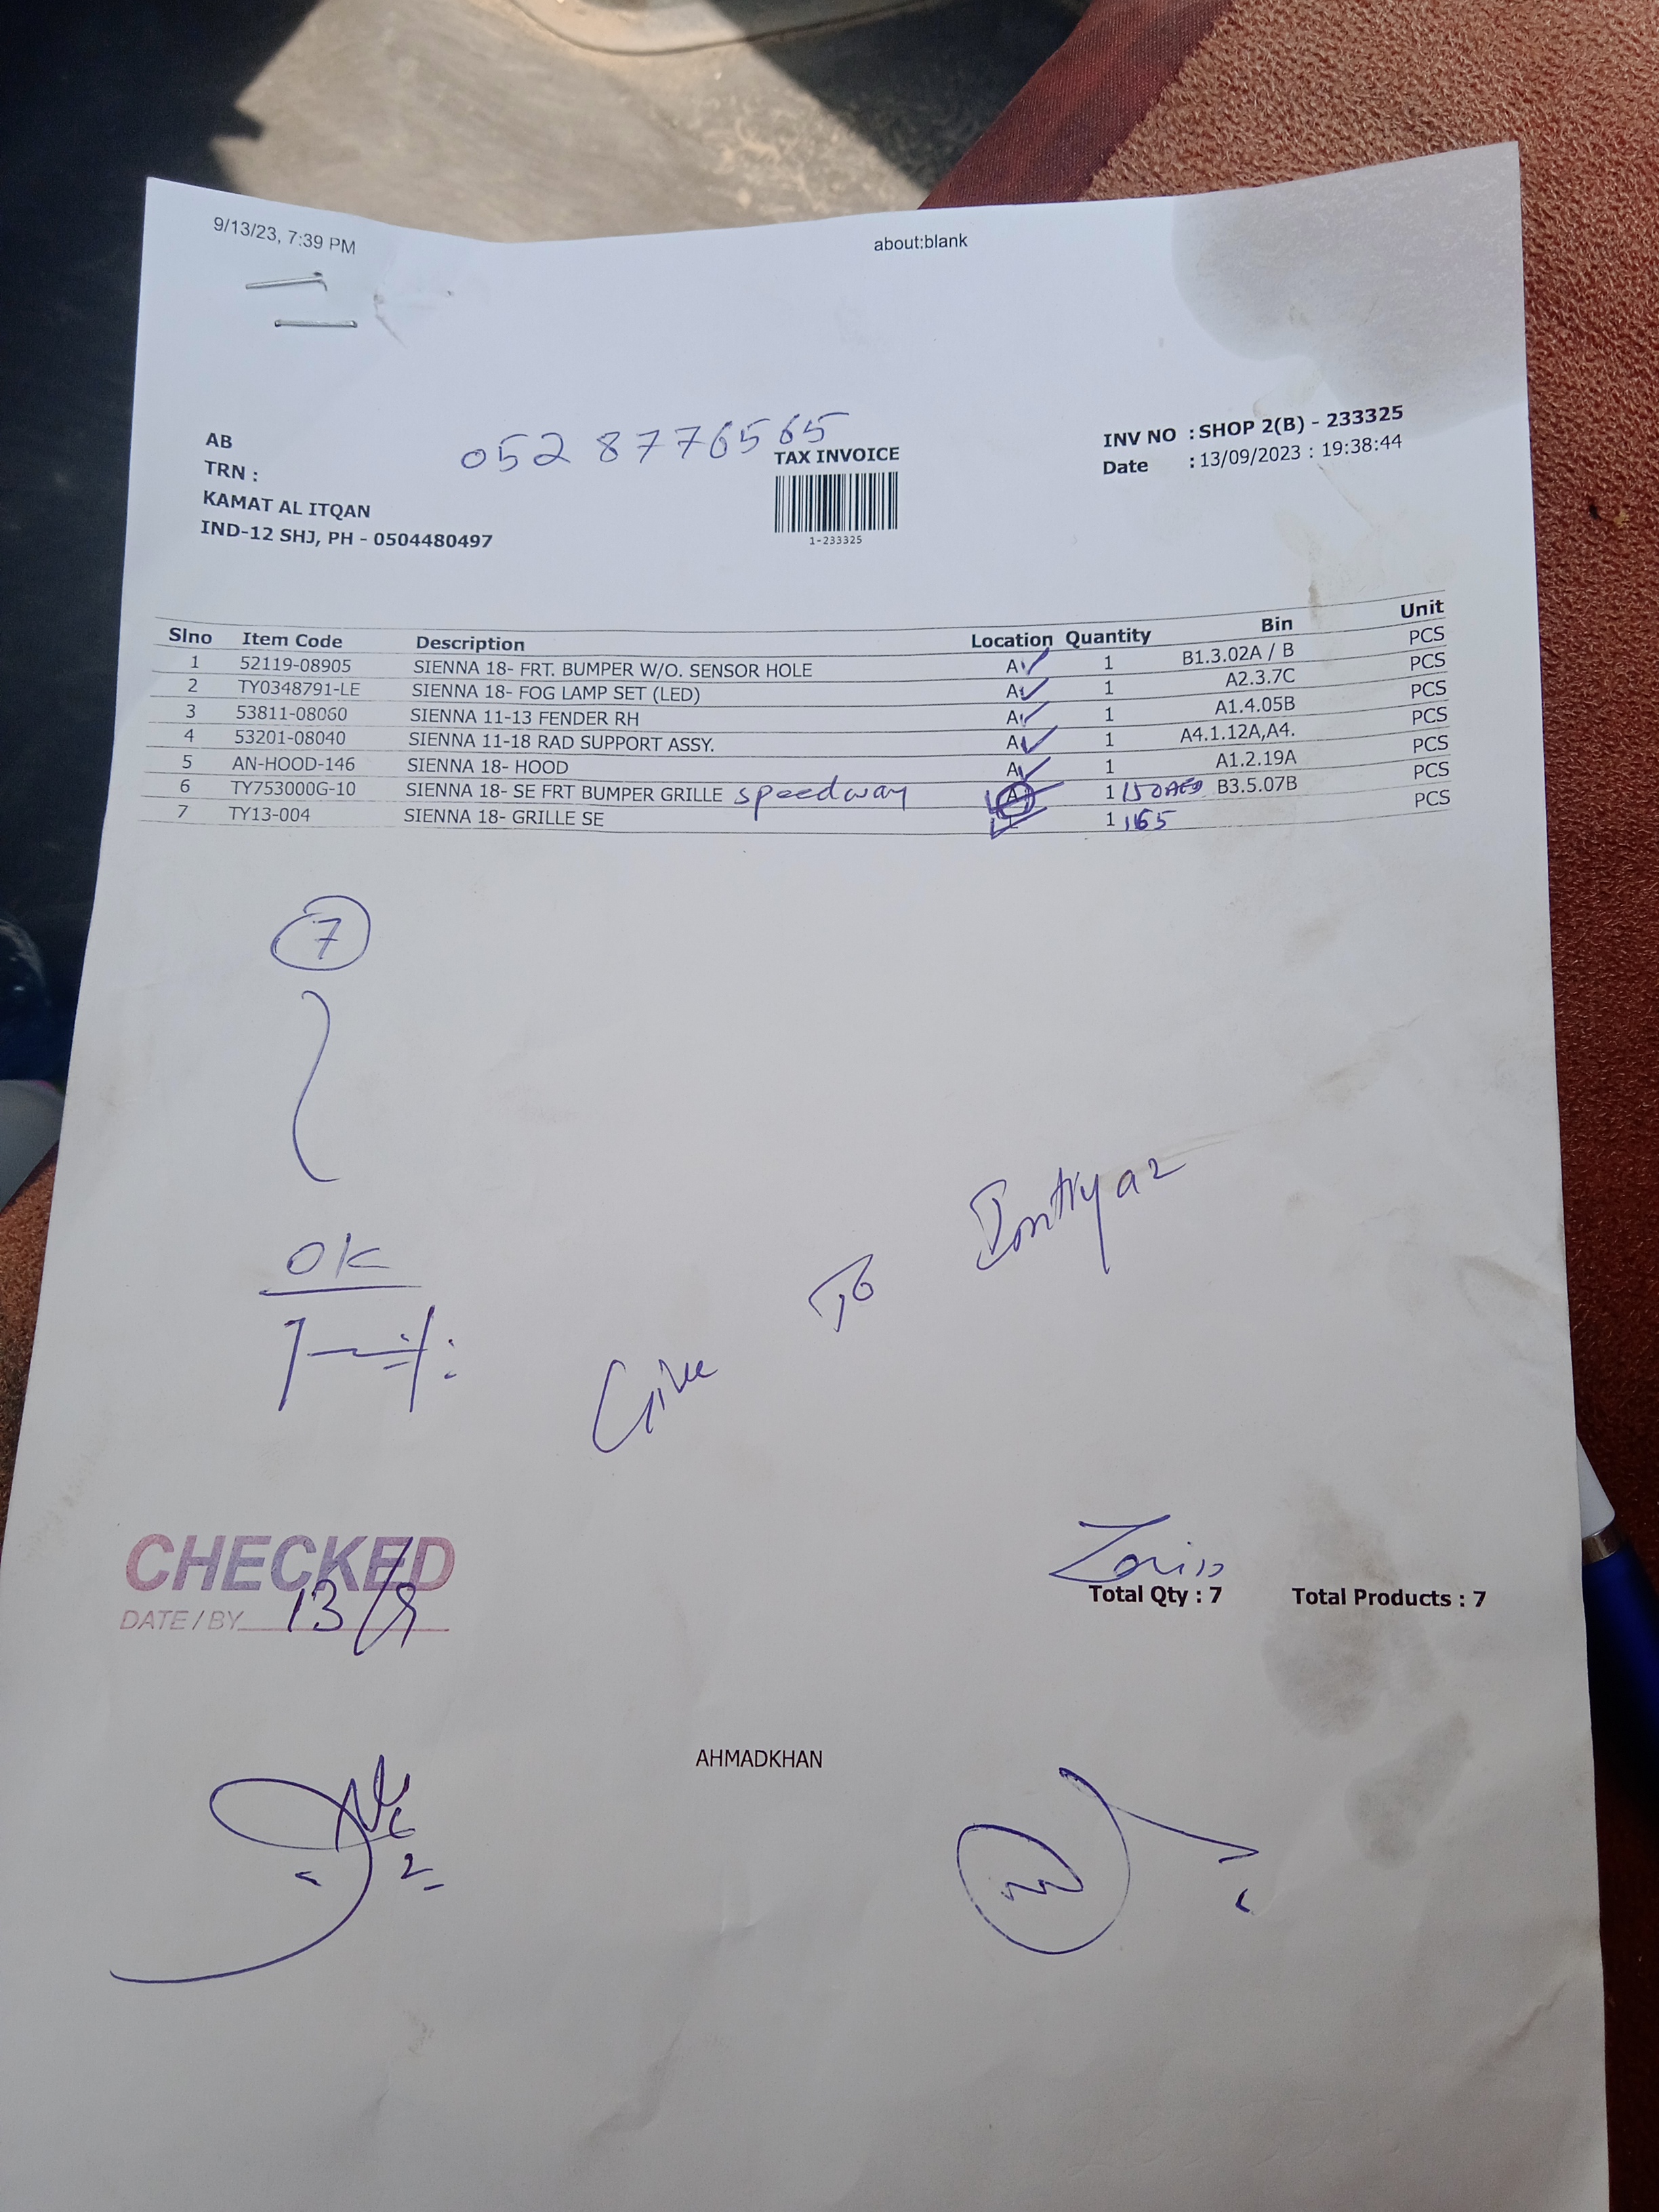 9/13/23, 7:39 PM
about:blank
052 8776565
AB
TRN :
KAMAT AL ITQAN
IND-12 SHJ, PH - 0504480497
TAX INVOICE
1-233325
INV NO : SHOP 2(B) - 233325
Date : 13/09/2023 : 19:38:44
Slno Item Code Description Location Quantity Bin Unit
1 52119-08905 SIENNA 18- FRT. BUMPER W/O. SENSOR HOLE A 1 B1.3.02A / B PCS
2 TY0348791-LE SIENNA 18- FOG LAMP SET (LED) A 1 A2.3.7C PCS
3 53811-08060 SIENNA 11-13 FENDER RH A 1 A1.4.05B PCS
4 53201-08040 SIENNA 11-18 RAD SUPPORT ASSY. A 1 A4.1.12A,A4. PCS
5 AN-HOOD-146 SIENNA 18- HOOD A 1 A1.2.19A PCS
6 TY753000G-10 SIENNA 18- SE FRT BUMPER GRILLE speedway A 1 150 AED B3.5.07B PCS
7 TY13-004 SIENNA 18- GRILLE SE 1 165 PCS
7
OK
Give To Imtiyaz
CHECKED
DATE / BY 13/9
Total Qty : 7 Total Products : 7
AHMADKHAN